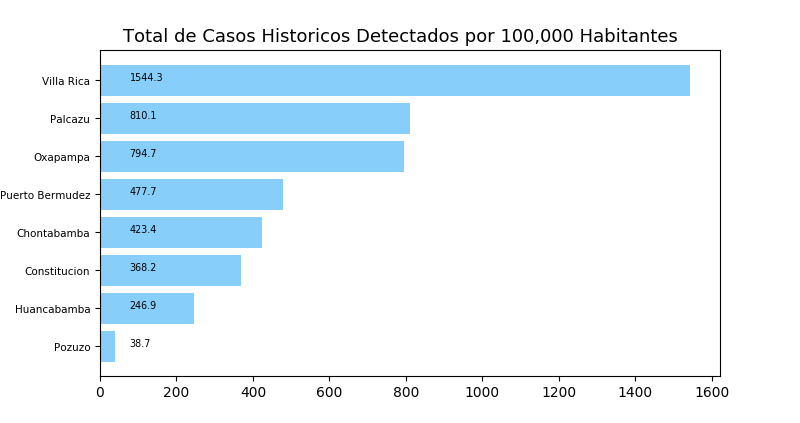 Total de Casos Historicos Detectados por 100,000 Habitantes
Villa Rica 1544.3
Palcazu 810.1
Oxapampa 794.7
Puerto Bermudez 477.7
Chontabamba 423.4
Constitucion 368.2
Huancabamba 246.9
Pozuzo 38.7
0 200 400 600 800 1000 1200 1400 1600